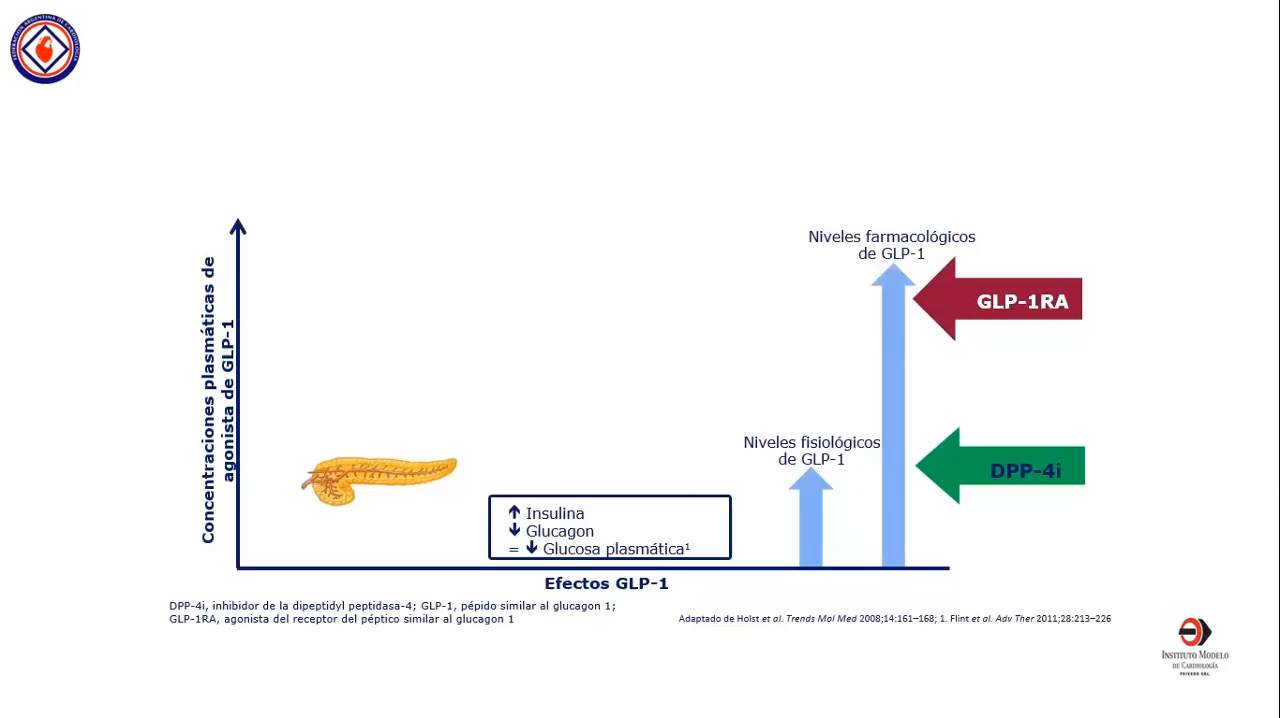 FEDERACIÓN ARGENTINA DE CARDIOLOGÍA
Niveles farmacológicos
de GLP-1
GLP-1RA
Concentraciones plasmáticas de
agonista de GLP-1
Niveles fisiológicos
de GLP-1
DPP-4i
↑ Insulina
↓ Glucagon
= ↓ Glucosa plasmática¹
Efectos GLP-1
DPP-4i, inhibidor de la dipeptidyl peptidasa-4; GLP-1, pépido similar al glucagon 1;
GLP-1RA, agonista del receptor del péptico similar al glucagon 1
Adaptado de Holst et al. Trends Mol Med 2008;14:161–168; 1. Flint et al. Adv Ther 2011;28:213–226
INSTITUTO MODELO
DE CARDIOLOGÍA
PRIVADO S.R.L.